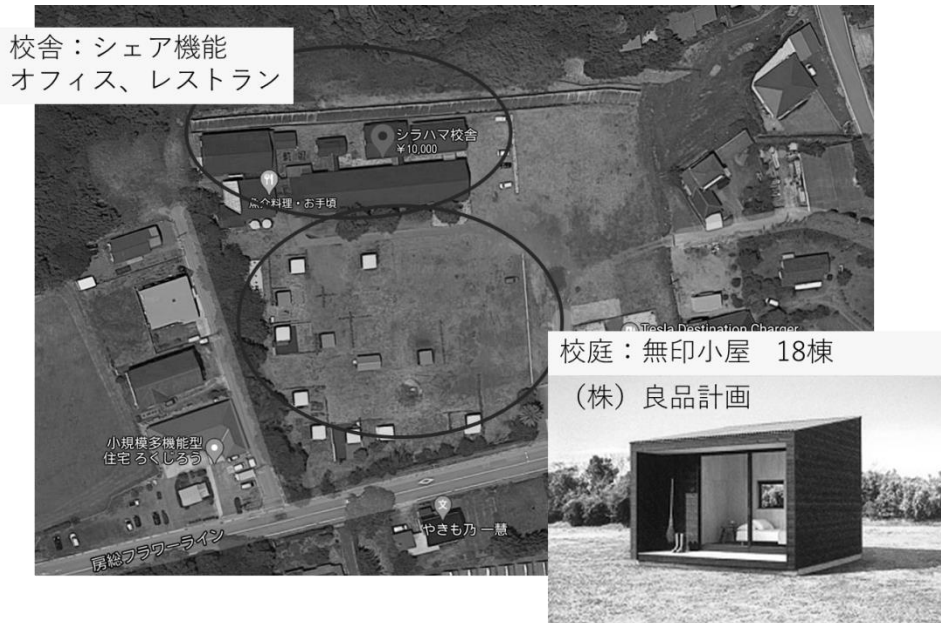 校舎：シェア機能
オフィス、レストラン
シラハマ校舎
￥10,000
魚介料理・お手頃
Tesla Destination Charger
校庭：無印小屋　18棟
（株）良品計画
小規模多機能型
住宅 ろくじろう
やきも乃 一慧
房総フラワーライン